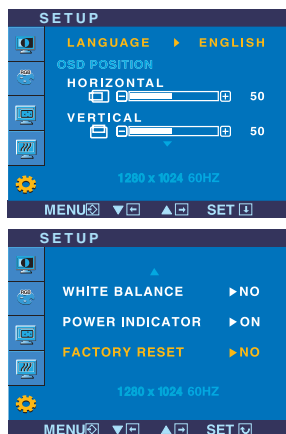 SETUP
LANGUAGE ▶ ENGLISH
OSD POSITION
HORIZONTAL
50
VERTICAL
50
1280 x 1024 60HZ
MENU SET
SETUP
WHITE BALANCE ▶NO
POWER INDICATOR ▶ON
FACTORY RESET ▶NO
1280 x 1024 60HZ
MENU SET